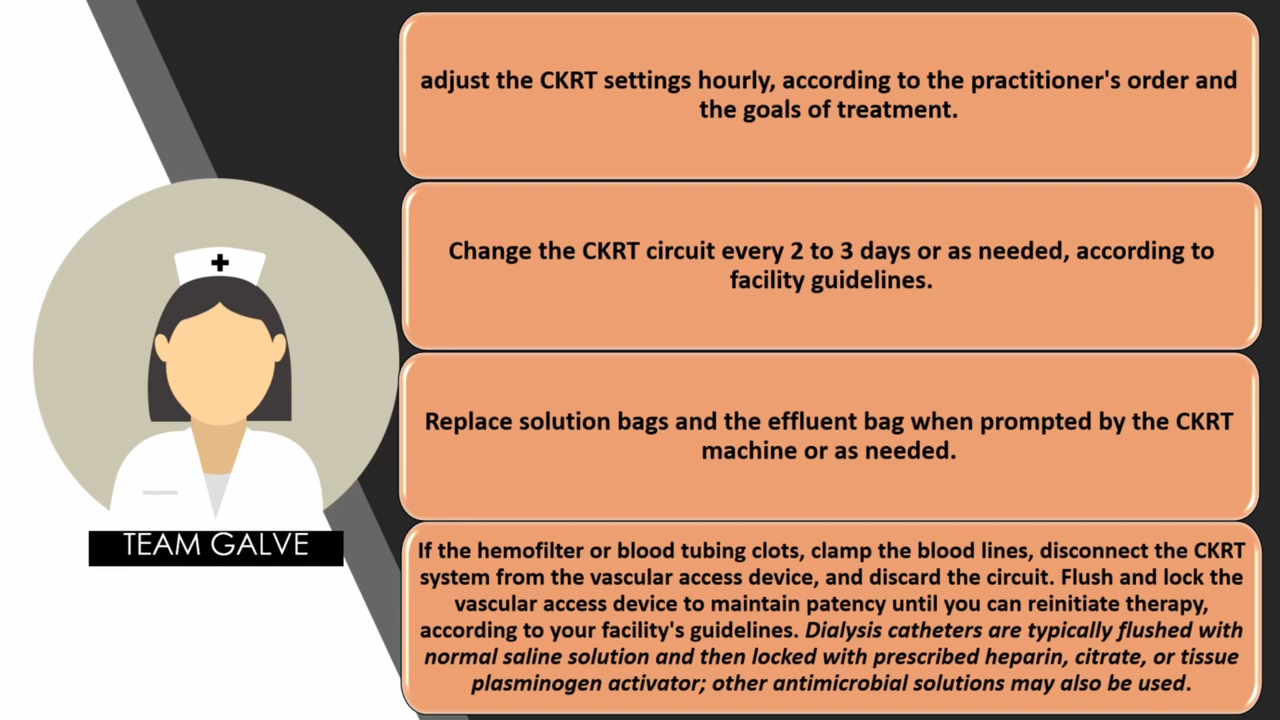 adjust the CKRT settings hourly, according to the practitioner's order and
the goals of treatment.
Change the CKRT circuit every 2 to 3 days or as needed, according to
facility guidelines.
Replace solution bags and the effluent bag when prompted by the CKRT
machine or as needed.
If the hemofilter or blood tubing clots, clamp the blood lines, disconnect the CKRT
system from the vascular access device, and discard the circuit. Flush and lock the
vascular access device to maintain patency until you can reinitiate therapy,
according to your facility's guidelines. Dialysis catheters are typically flushed with
normal saline solution and then locked with prescribed heparin, citrate, or tissue
plasminogen activator; other antimicrobial solutions may also be used.
TEAM GALVE